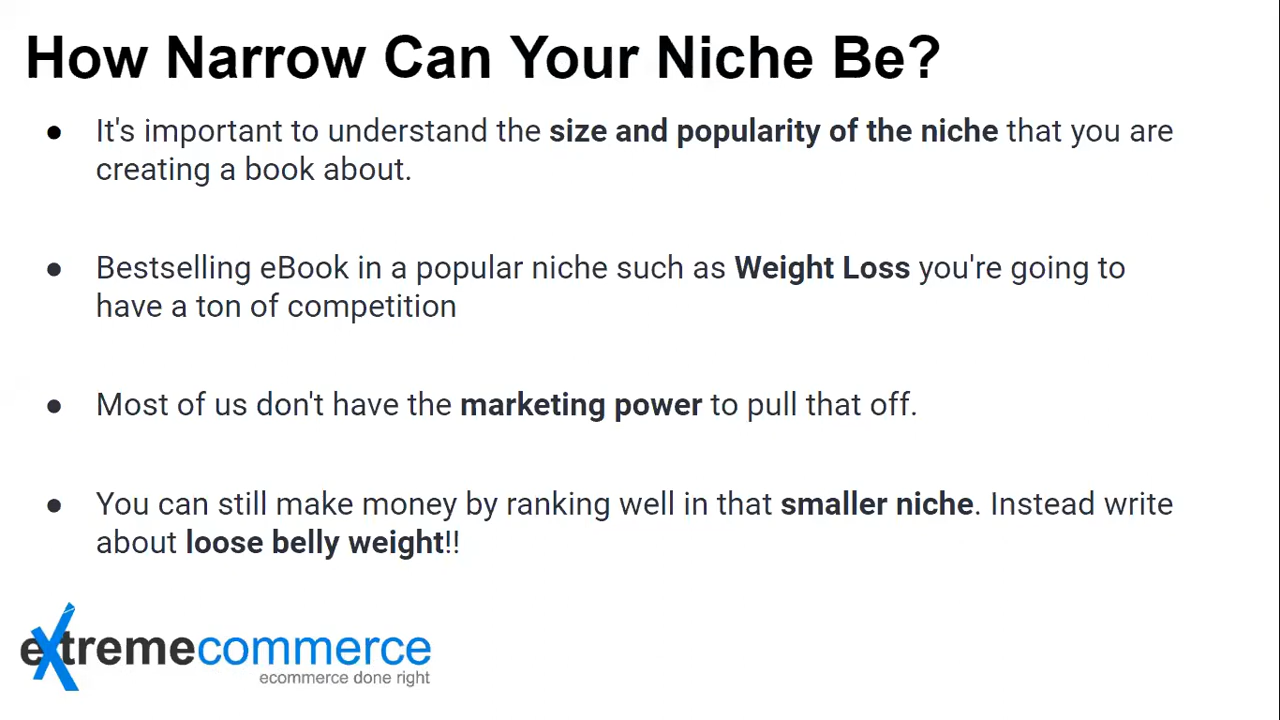 How Narrow Can Your Niche Be?
● It's important to understand the size and popularity of the niche that you are
creating a book about.
● Bestselling eBook in a popular niche such as Weight Loss you're going to
have a ton of competition
● Most of us don't have the marketing power to pull that off.
● You can still make money by ranking well in that smaller niche. Instead write
about loose belly weight!!
extremecommerce
ecommerce done right